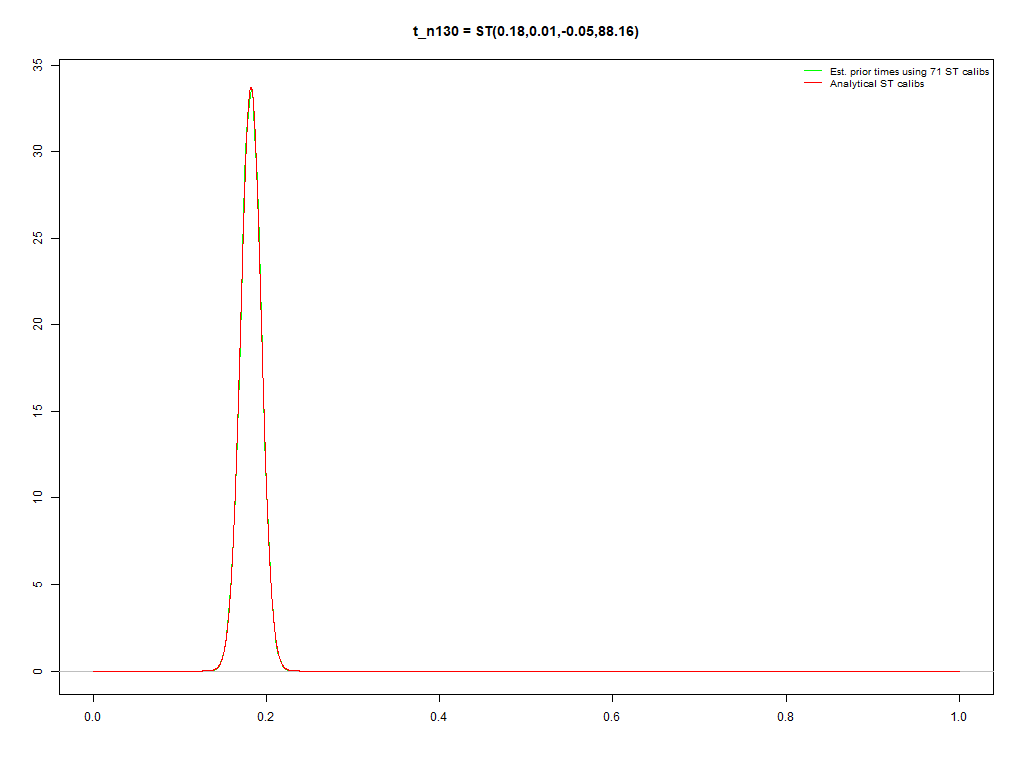 t_n130 = ST(0.18,0.01,-0.05,88.16)
Est. prior times using 71 ST calibs
Analytical ST calibs
35
30
25
20
15
10
5
0
0.0 0.2 0.4 0.6 0.8 1.0